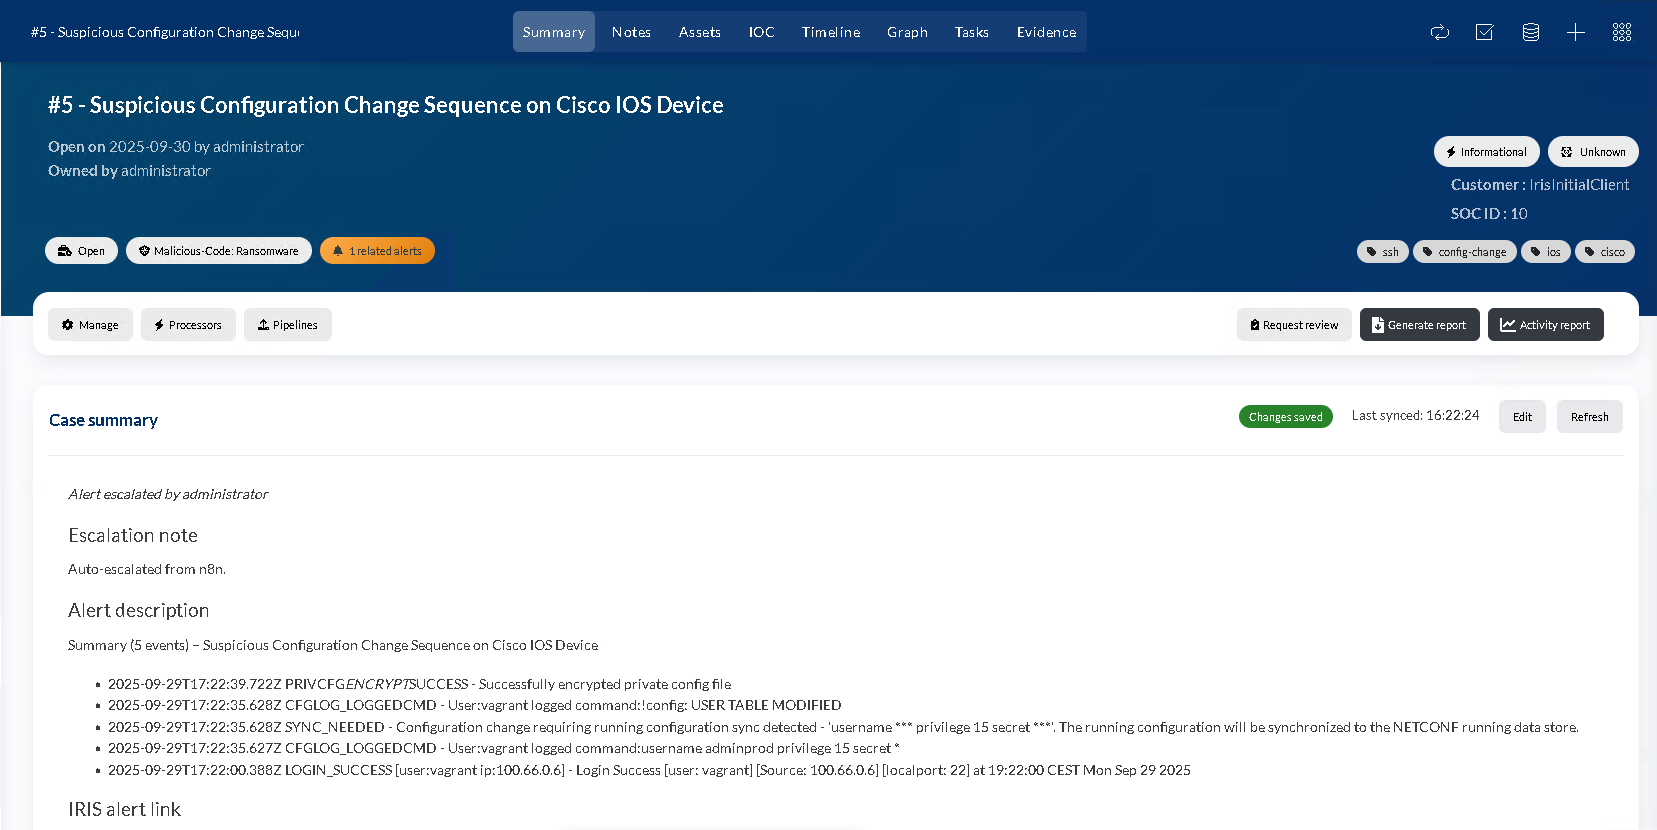 #5 - Suspicious Configuration Change Sequ
Summary Notes Assets IOC Timeline Graph Tasks Evidence
#5 - Suspicious Configuration Change Sequence on Cisco IOS Device
Open on 2025-09-30 by administrator
Owned by administrator
Informational Unknown
Customer : IrisInitialClient
SOC ID : 10
Open Malicious-Code: Ransomware 1 related alerts
ssh config-change ios cisco
Manage Processors Pipelines Request review Generate report Activity report
Case summary Changes saved Last synced: 16:22:24 Edit Refresh
Alert escalated by administrator
Escalation note
Auto-escalated from n8n.
Alert description
Summary (5 events) – Suspicious Configuration Change Sequence on Cisco IOS Device
• 2025-09-29T17:22:39.722Z PRIVCFGENCRYPTSUCCESS - Successfully encrypted private config file
• 2025-09-29T17:22:35.628Z CFGLOG_LOGGEDCMD - User:vagrant logged command:!config: USER TABLE MODIFIED
• 2025-09-29T17:22:35.628Z SYNC_NEEDED - Configuration change requiring running configuration sync detected - 'username *** privilege 15 secret ***'. The running configuration will be synchronized to the NETCONF running data store.
• 2025-09-29T17:22:35.627Z CFGLOG_LOGGEDCMD - User:vagrant logged command:username adminprod privilege 15 secret *
• 2025-09-29T17:22:00.388Z LOGIN_SUCCESS [user:vagrant ip:100.66.0.6] - Login Success [user: vagrant] [Source: 100.66.0.6] [localport: 22] at 19:22:00 CEST Mon Sep 29 2025
IRIS alert link